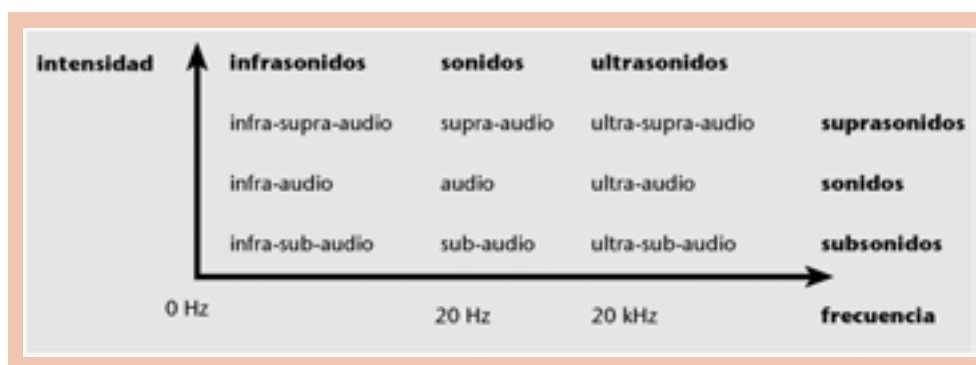 intensidad infrasonidos sonidos ultrasonidos
infra-supra-audio supra-audio ultra-supra-audio suprasonidos
infra-audio audio ultra-audio sonidos
infra-sub-audio sub-audio ultra-sub-audio subsonidos
0 Hz 20 Hz 20 kHz frecuencia